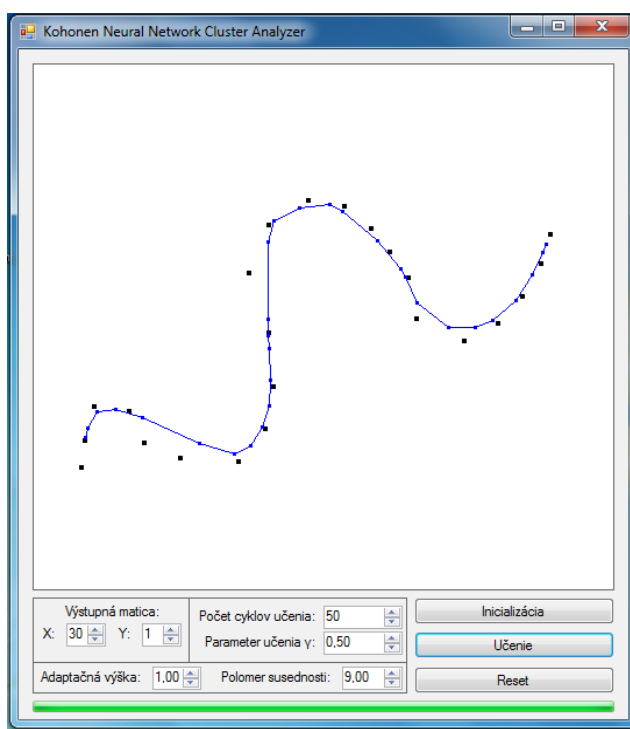 Kohonen Neural Network Cluster Analyzer
Výstupná matica:
X: 30 Y: 1
Počet cyklov učenia: 50
Parameter učenia γ: 0,50
Adaptačná výška: 1,00 Polomer susednosti: 9,00
Inicializácia
Učenie
Reset